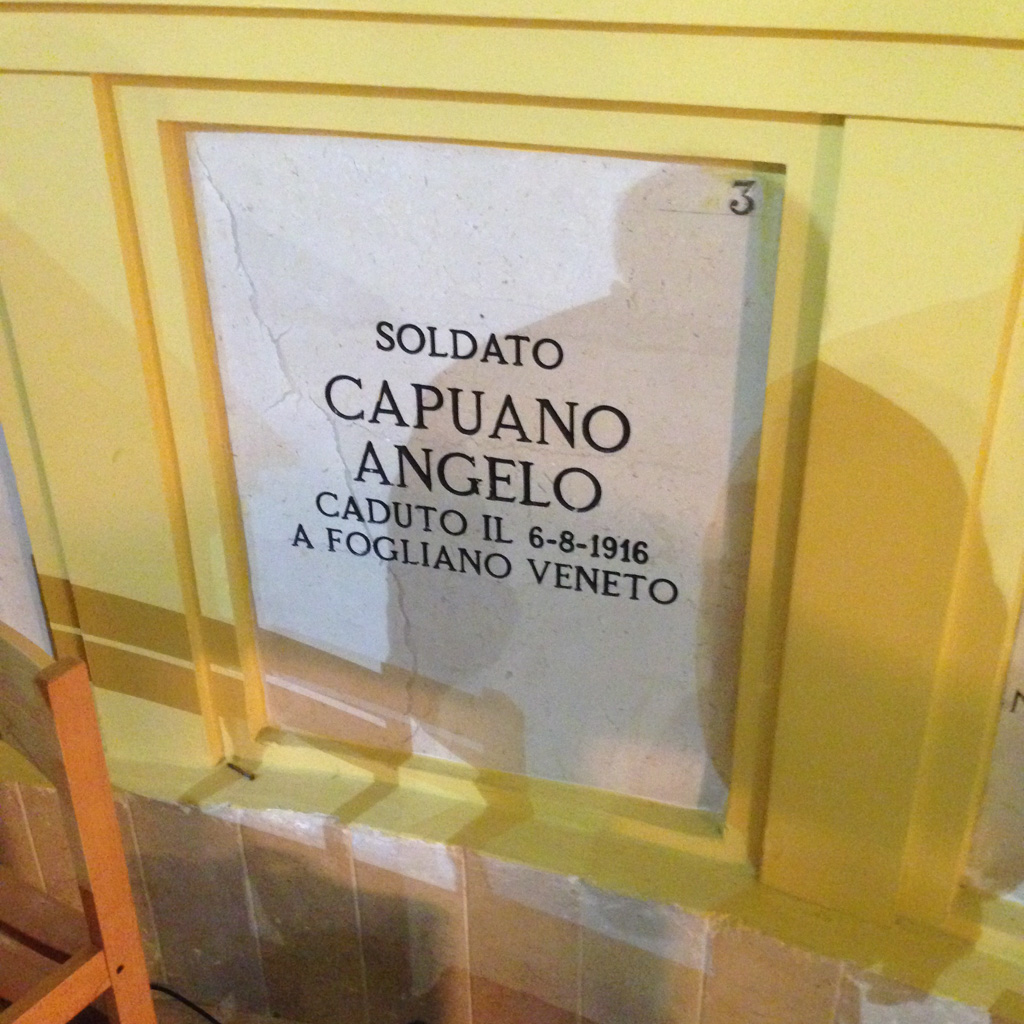 3
SOLDATO
CAPUANO
ANGELO
CADUTO IL 6-8-1916
A FOGLIANO VENETO